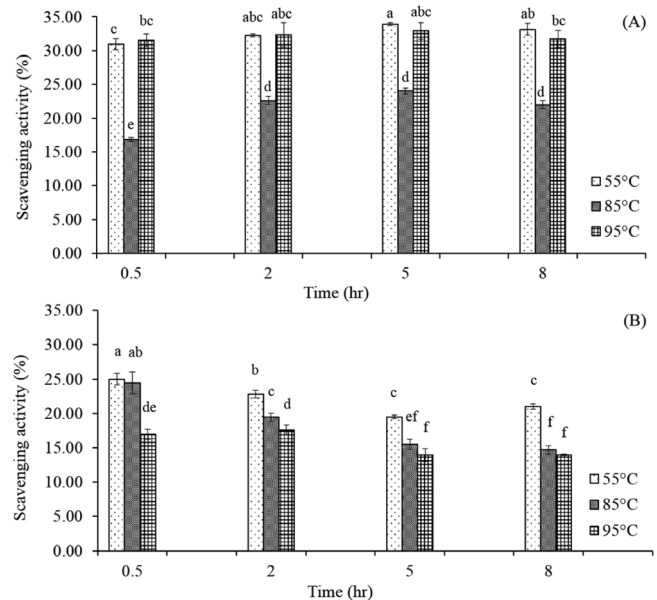 35.00
30.00
25.00
20.00
15.00
10.00
5.00
0.00
Scavenging activity (%)
(A)
c
e
bc
abc
d
abc
a
d
abc
b
d
bc
55°C
85°C
95°C
0.5
2
5
8
Time (hr)
35.00
30.00
25.00
20.00
15.00
10.00
5.00
0.00
Scavenging activity (%)
(B)
a
ab
de
b
c
d
c
ef
f
c
f
f
55°C
85°C
95°C
0.5
2
5
8
Time (hr)